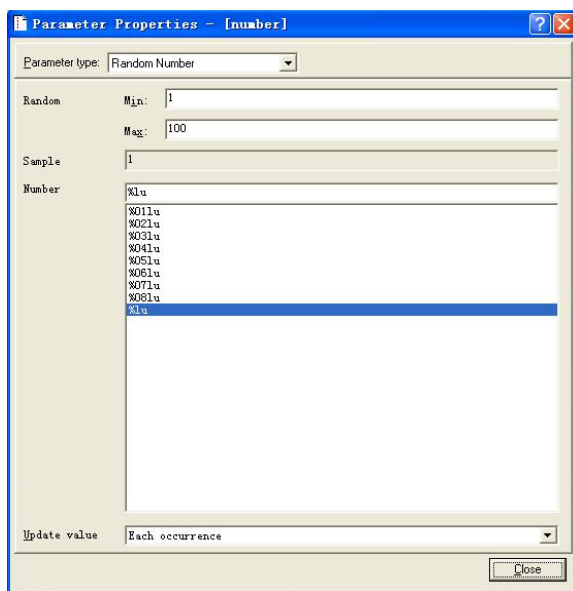 Parameter Properties - [number]
Parameter type: Random Number
Random Min: 1
Max: 100
Sample 1
Number %lu
%01lu
%02lu
%03lu
%04lu
%05lu
%06lu
%07lu
%08lu
%lu
Update value Each occurrence
Close